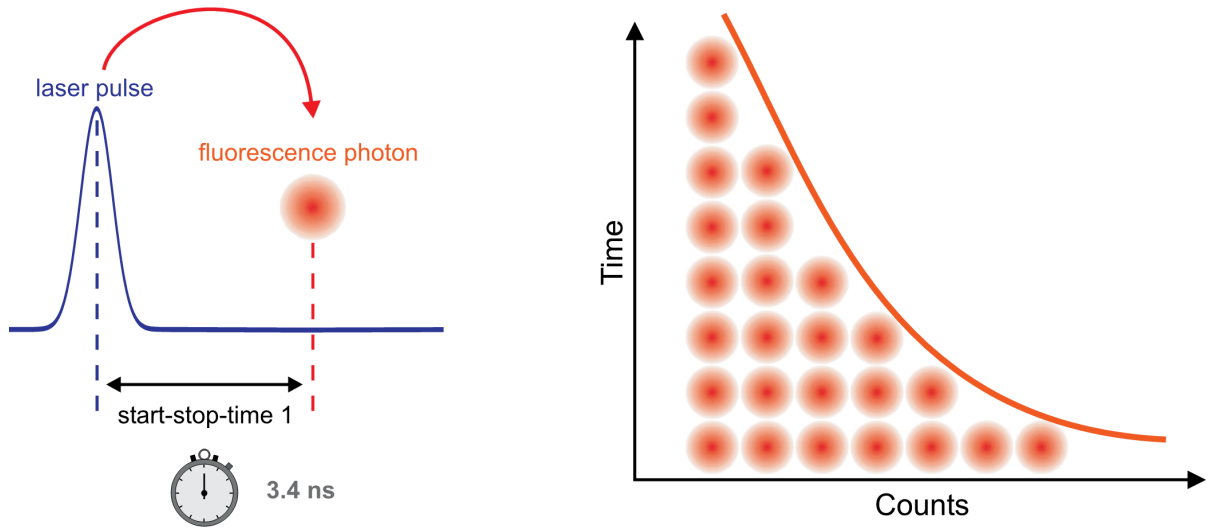 laser pulse
fluorescence photon
start-stop-time 1
3.4 ns
Time
Counts